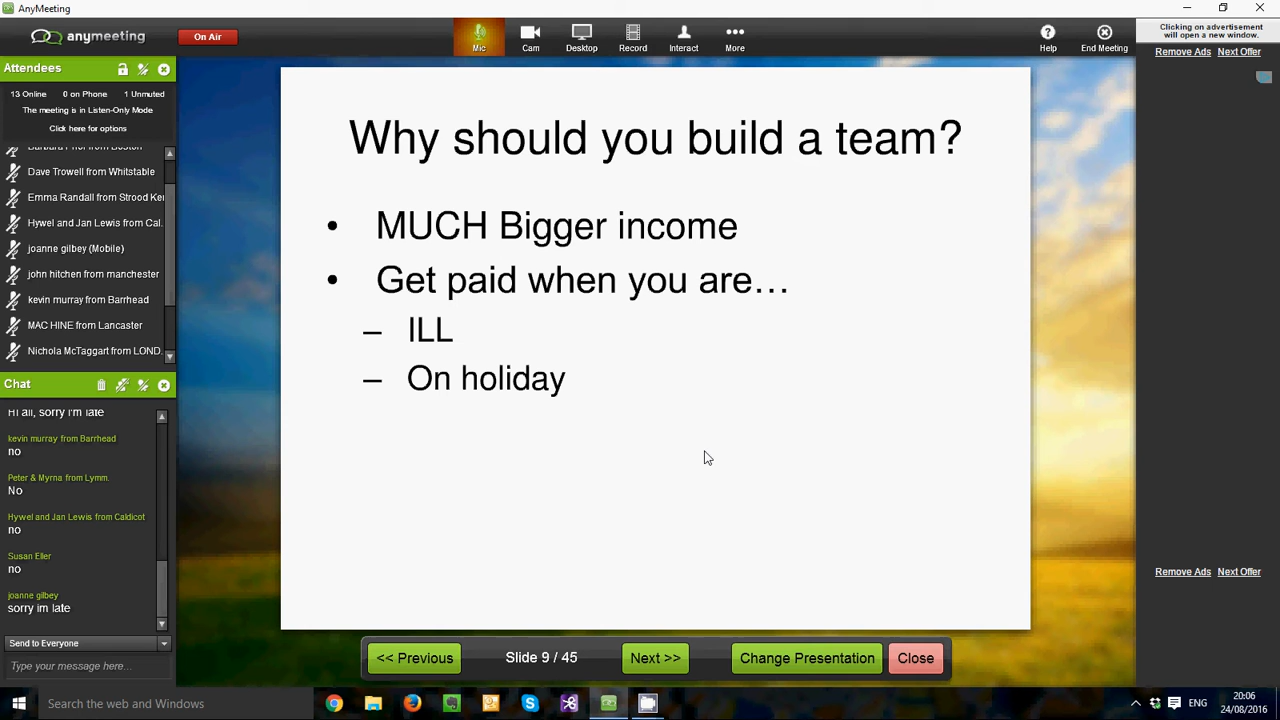 AnyMeeting
anymeeting
On Air
Mic
Cam
Desktop
Record
Interact
More
Help
End Meeting
Clicking on advertisement
will open a new window.
Remove Ads Next Offer
Attendees
13 Online 0 on Phone 1 Unmuted
The meeting is in Listen-Only Mode
Click here for options
Dave Trowell from Whitstable
Emma Randall from Strood Ker
Hywel and Jan Lewis from Cal.
joanne gilbey (Mobile)
john hitchen from manchester
kevin murray from Barrhead
MAC HINE from Lancaster
Nichola McTaggart from LOND.
Chat
Hi all, sorry i'm late
kevin murray from Barrhead
no
Peter & Myrna from Lymm.
No
Hywel and Jan Lewis from Caldicot
no
Susan Eller
no
joanne gilbey
sorry im late
Send to Everyone
Type your message here...
Why should you build a team?
• MUCH Bigger income
• Get paid when you are…
– ILL
– On holiday
<< Previous
Slide 9 / 45
Next >>
Change Presentation
Close
Remove Ads Next Offer
Search the web and Windows
ENG
20:06
24/08/2016